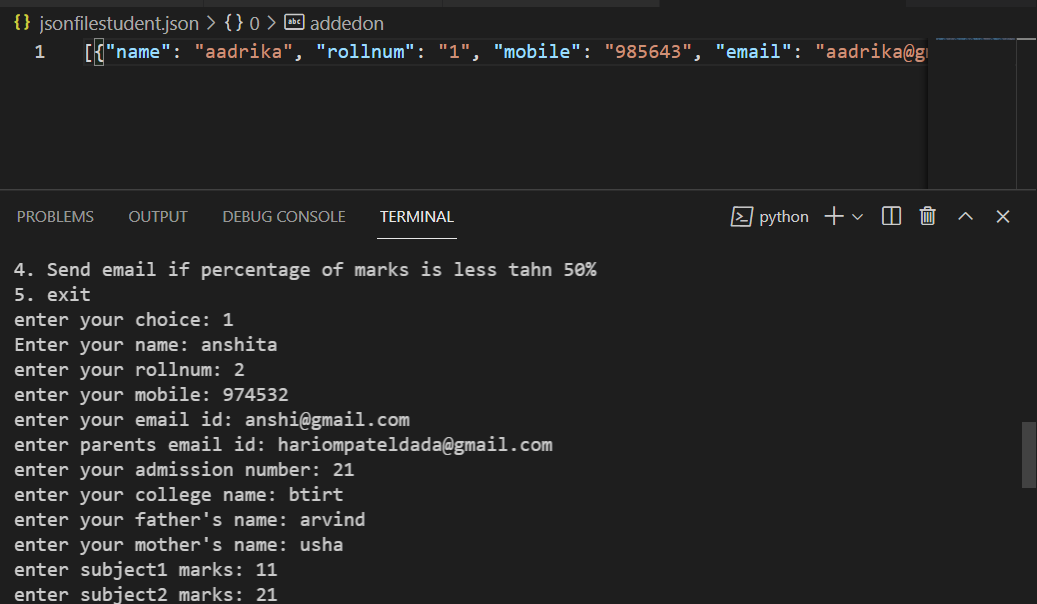 {} jsonfilestudent.json > {} 0 > abc addedon
1 [{"name": "aadrika", "rollnum": "1", "mobile": "985643", "email": "aadrika@g
PROBLEMS OUTPUT DEBUG CONSOLE TERMINAL python
4. Send email if percentage of marks is less tahn 50%
5. exit
enter your choice: 1
Enter your name: anshita
enter your rollnum: 2
enter your mobile: 974532
enter your email id: anshi@gmail.com
enter parents email id: hariompateldada@gmail.com
enter your admission number: 21
enter your college name: btirt
enter your father's name: arvind
enter your mother's name: usha
enter subject1 marks: 11
enter subject2 marks: 21